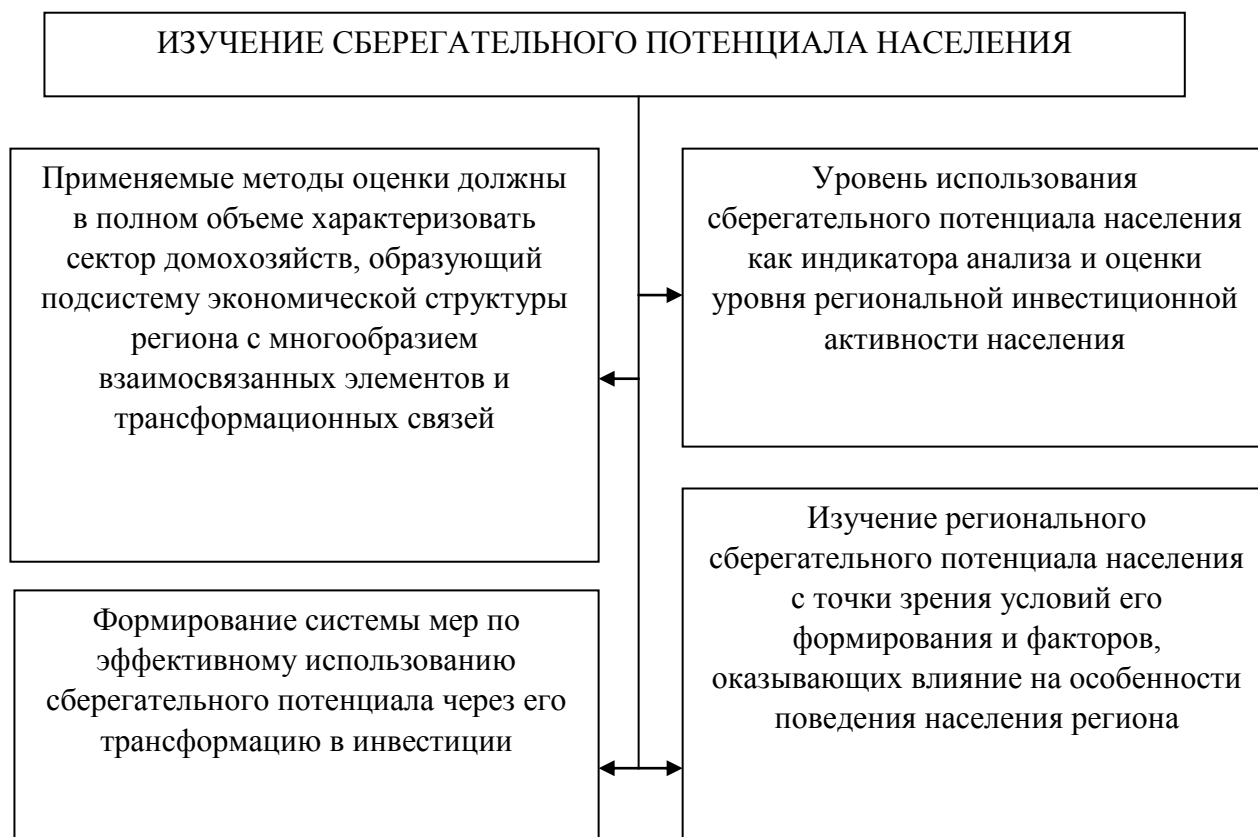 ИЗУЧЕНИЕ СБЕРЕГАТЕЛЬНОГО ПОТЕНЦИАЛА НАСЕЛЕНИЯ
Применяемые методы оценки должны
в полном объеме характеризовать
сектор домохозяйств, образующий
подсистему экономической структуры
региона с многообразием
взаимосвязанных элементов и
трансформационных связей
Уровень использования
сберегательного потенциала населения
как индикатора анализа и оценки
уровня региональной инвестиционной
активности населения
Формирование системы мер по
эффективному использованию
сберегательного потенциала через его
трансформацию в инвестиции
Изучение регионального
сберегательного потенциала населения
с точки зрения условий его
формирования и факторов,
оказывающих влияние на особенности
поведения населения региона